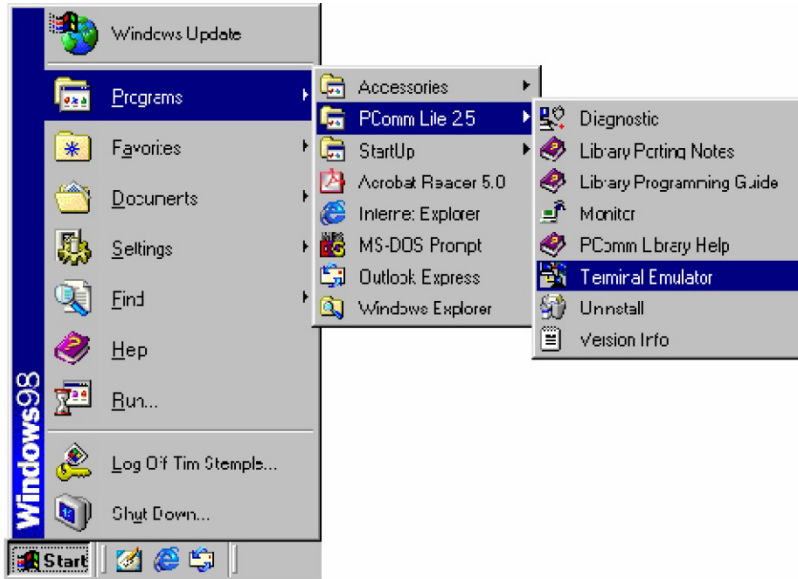 Windows Update
Programs
Favorites
Documents
Settings
Find
Help
Run...
Log Off Tim Stemple...
Shut Down...
Windows98
Start
Accessories
PComm Lite 2.5
StartUp
Acrobat Reader 5.0
Internet Explorer
MS-DOS Prompt
Outlook Express
Windows Explorer
Diagnostic
Library Porting Notes
Library Programming Guide
Monitor
PComm Library Help
Terminal Emulator
Uninstall
Version Info